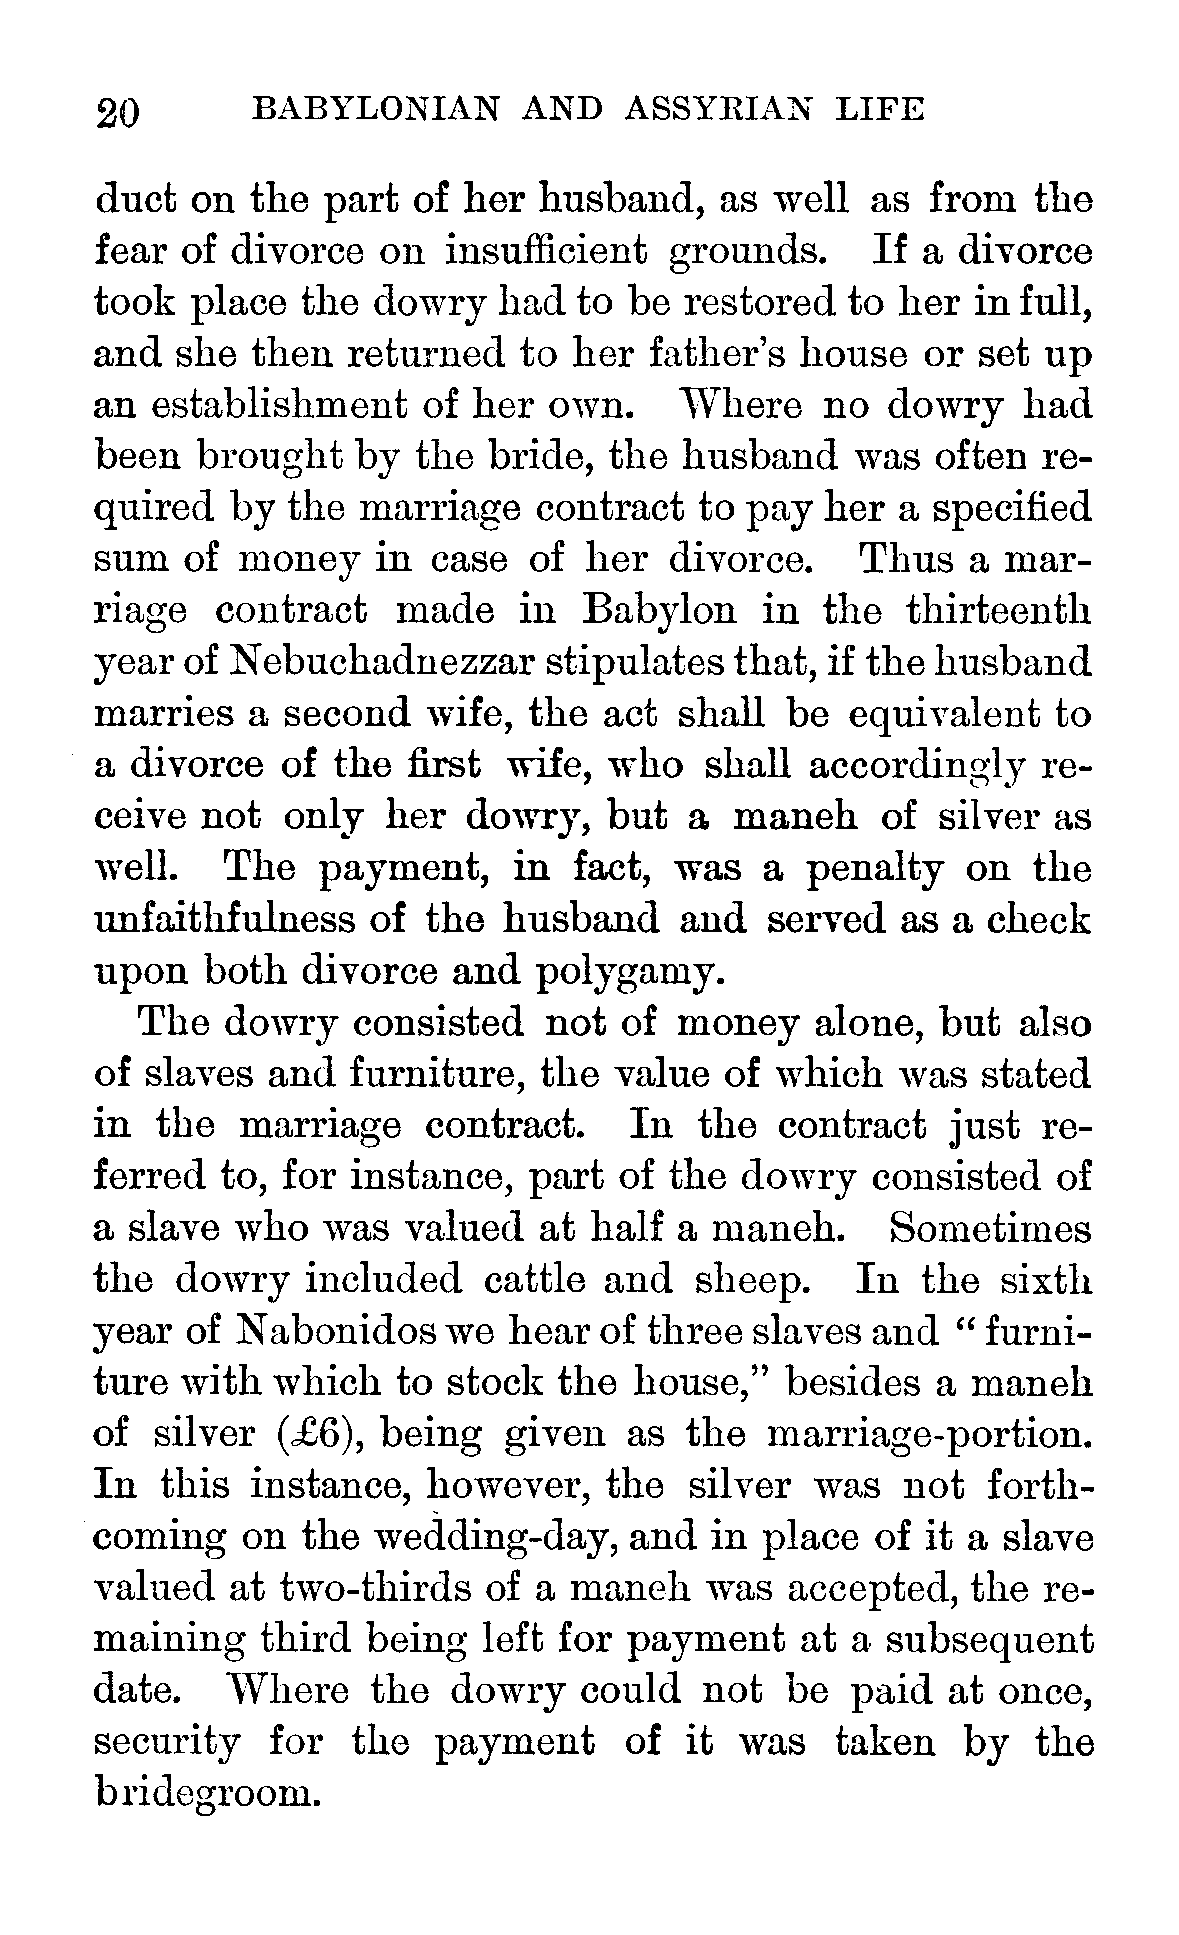 20 BABYLONIAN AND ASSYRIAN LIFE
duct on the part of her husband, as well as from the
fear of divorce on insufficient grounds. If a divorce
took place the dowry had to be restored to her in full,
and she then returned to her father's house or set up
an establishment of her own. Where no dowry had
been brought by the bride, the husband was often re-
quired by the marriage contract to pay her a specified
sum of money in case of her divorce. Thus a mar-
riage contract made in Babylon in the thirteenth
year of Nebuchadnezzar stipulates that, if the husband
marries a second wife, the act shall be equivalent to
a divorce of the first wife, who shall accordingly re-
ceive not only her dowry, but a maneh of silver as
well. The payment, in fact, was a penalty on the
unfaithfulness of the husband and served as a check
upon both divorce and polygamy.
The dowry consisted not of money alone, but also
of slaves and furniture, the value of which was stated
in the marriage contract. In the contract just re-
ferred to, for instance, part of the dowry consisted of
a slave who was valued at half a maneh. Sometimes
the dowry included cattle and sheep. In the sixth
year of Nabonidos we hear of three slaves and “ furni-
ture with which to stock the house,” besides a maneh
of silver (£6), being given as the marriage-portion.
In this instance, however, the silver was not forth-
coming on the wedding-day, and in place of it a slave
valued at two-thirds of a maneh was accepted, the re-
maining third being left for payment at a subsequent
date. Where the dowry could not be paid at once,
security for the payment of it was taken by the
bridegroom.